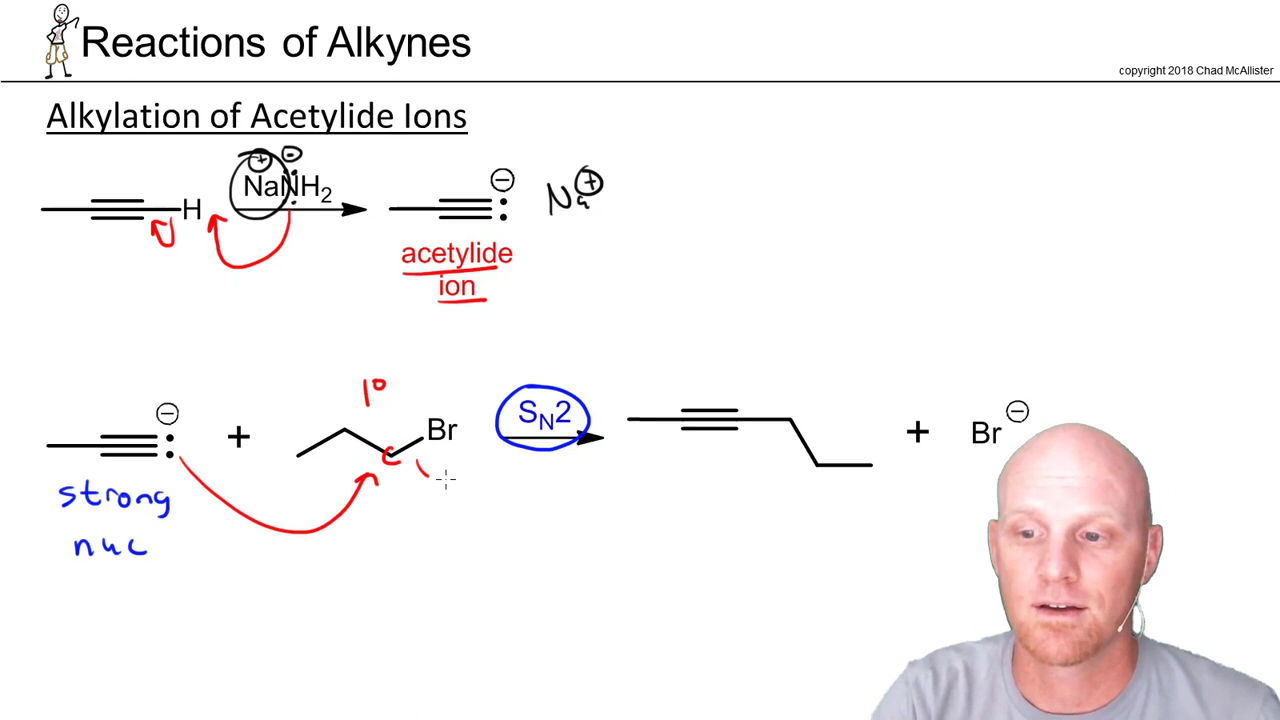 Reactions of Alkynes
copyright 2018 Chad McAllister
Alkylation of Acetylide Ions
H
⊕ ⊖
NaNH₂
⊖
Na⊕
acetylide
ion
1°
⊖
+
Br
C
SN2
+
Br⊖
strong
nuc